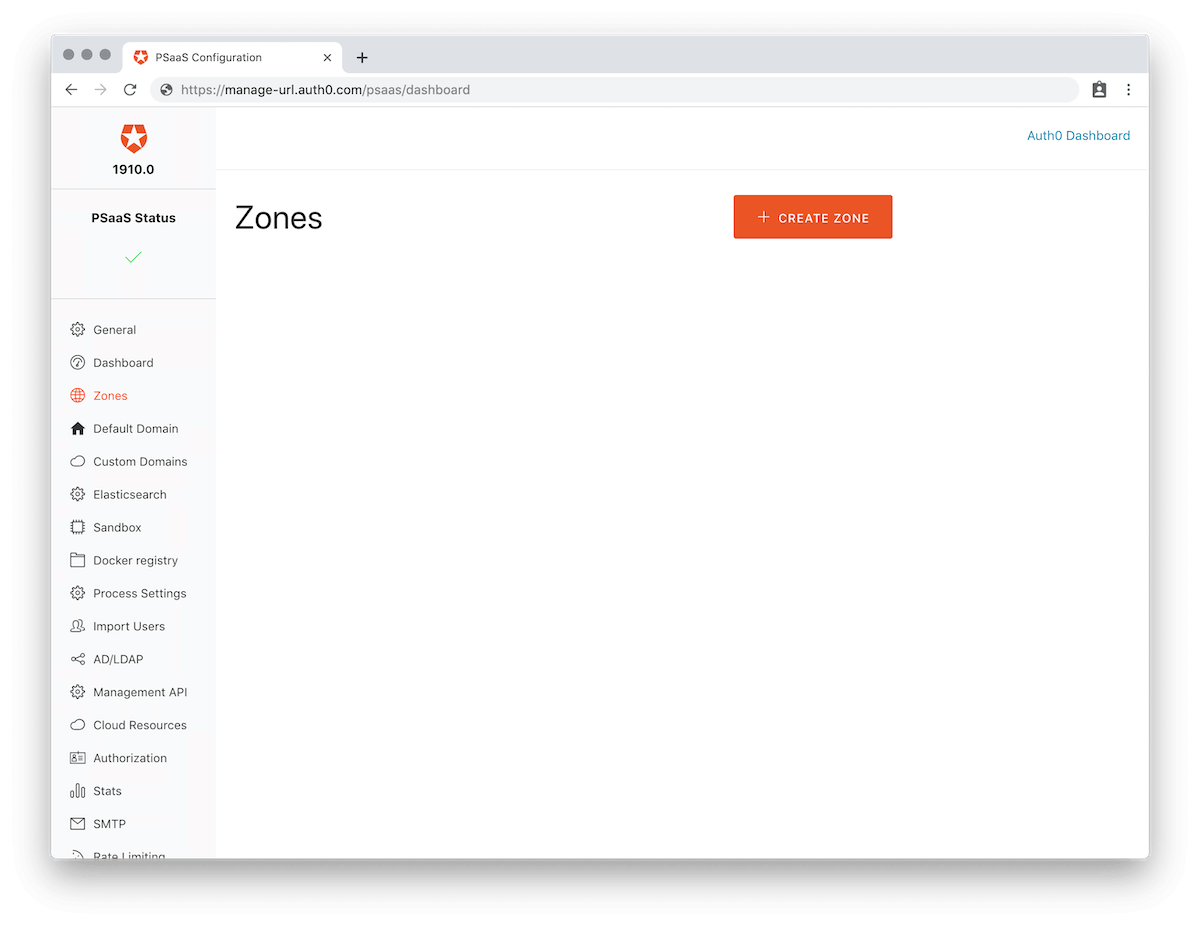 PSaaS Configuration
https://manage-url.auth0.com/psaas/dashboard
1910.0
Auth0 Dashboard
PSaaS Status
Zones
CREATE ZONE
General
Dashboard
Zones
Default Domain
Custom Domains
Elasticsearch
Sandbox
Docker registry
Process Settings
Import Users
AD/LDAP
Management API
Cloud Resources
Authorization
Stats
SMTP
Rate Limiting